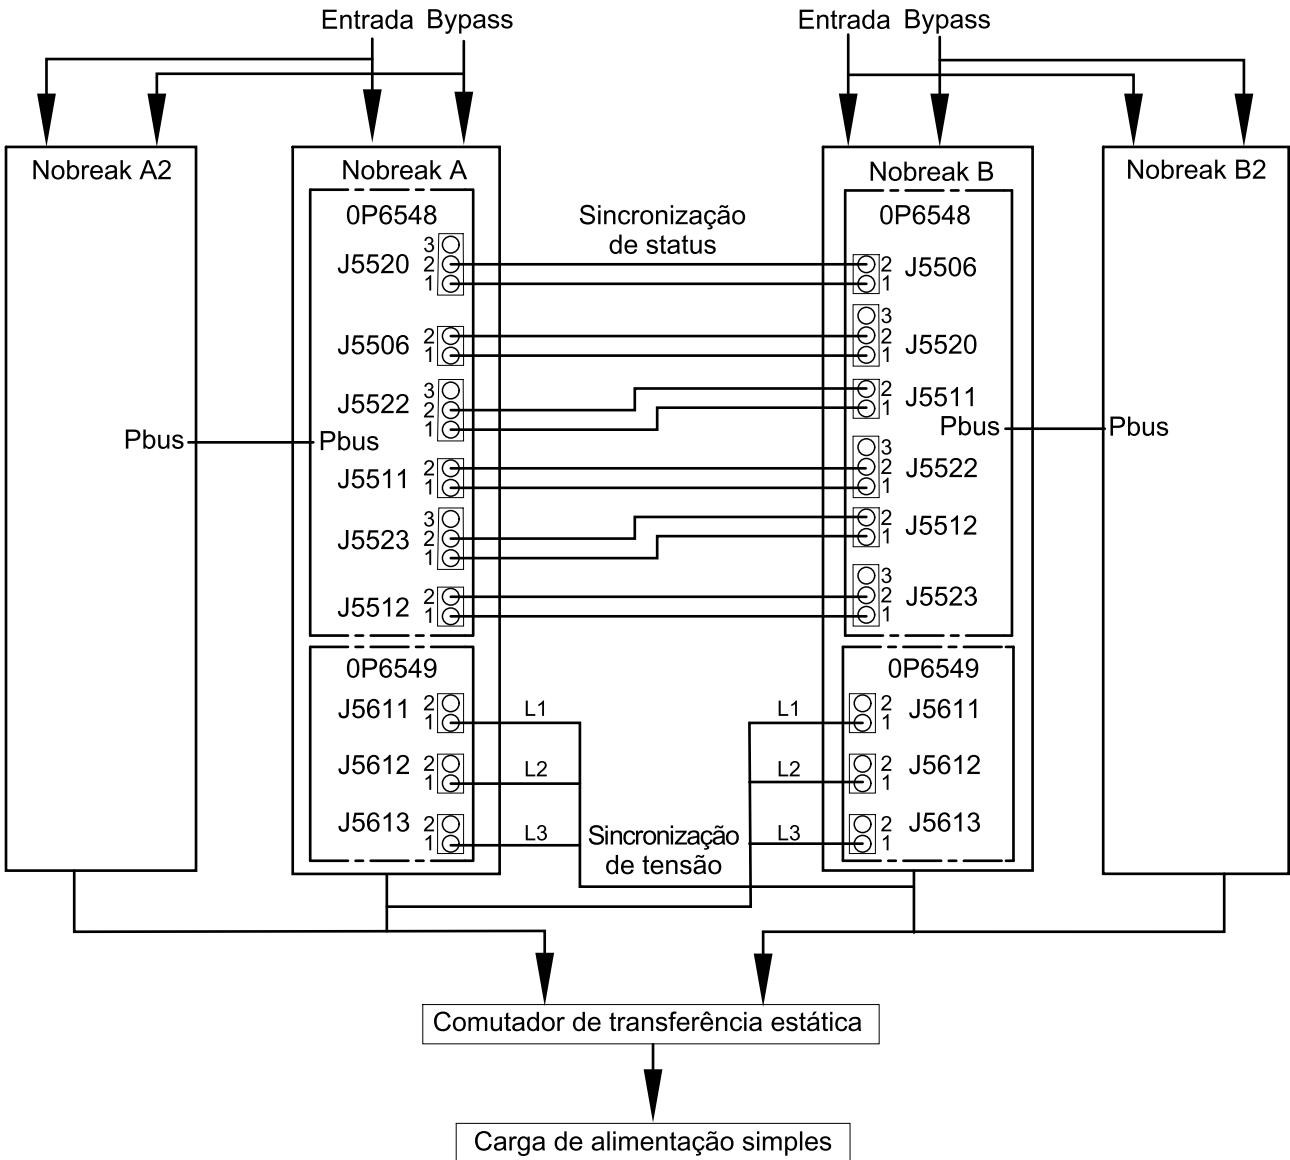 Entrada Bypass
Entrada Bypass
Nobreak A2
Nobreak A
Nobreak B
Nobreak B2
0P6548
J5520
3
2
1
J5506
2
1
J5522
3
2
1
J5511
2
1
J5523
3
2
1
J5512
2
1
Pbus
Pbus
0P6549
J5611
2
1
J5612
2
1
J5613
2
1
Sincronização
de status
L1
L2
L3
Sincronização
de tensão
L1
L2
L3
0P6548
2
1
J5506
3
2
1
J5520
2
1
J5511
3
2
1
J5522
2
1
J5512
3
2
1
J5523
Pbus
Pbus
0P6549
2
1
J5611
2
1
J5612
2
1
J5613
Comutador de transferência estática
Carga de alimentação simples